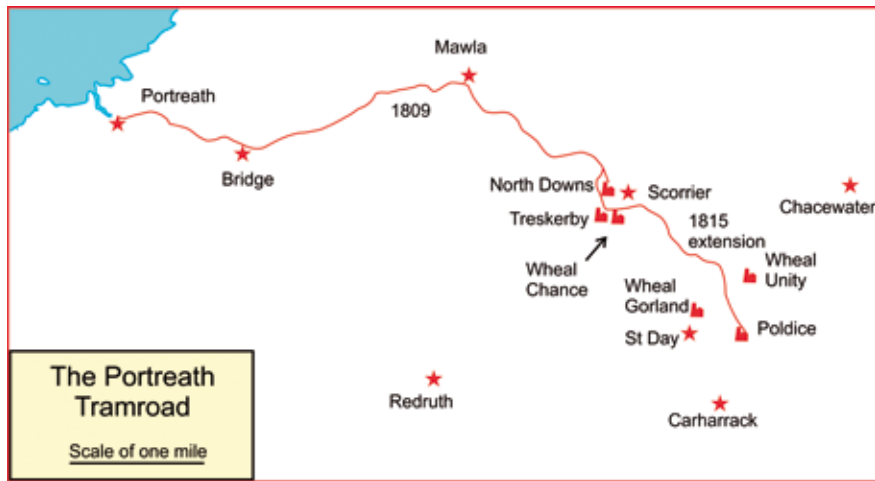 Mawla
Portreath
1809
Bridge
North Downs
Scorrier
Chacewater
Treskerby
1815
extension
Wheal
Chance
Wheal
Unity
Wheal
Gorland
St Day
Poldice
The Portreath
Tramroad
Scale of one mile
Redruth
Carharrack